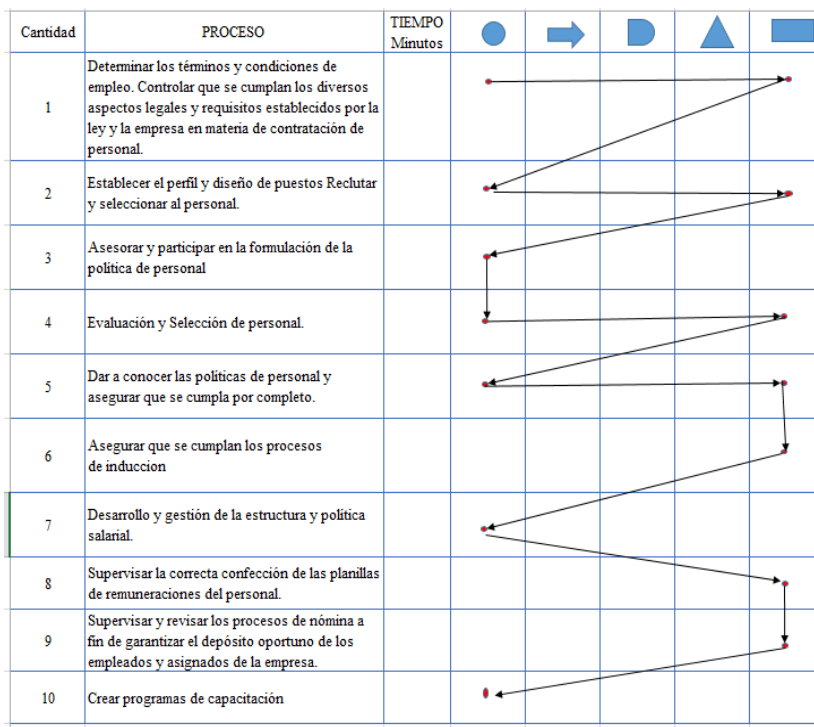 Cantidad
PROCESO
TIEMPO
Minutos
1
Determinar los términos y condiciones de
empleo. Controlar que se cumplan los diversos
aspectos legales y requisitos establecidos por la
ley y la empresa en materia de contratación de
personal.
2
Establecer el perfil y diseño de puestos Reclutar
y seleccionar al personal.
3
Asesorar y participar en la formulación de la
política de personal
4
Evaluación y Selección de personal.
5
Dar a conocer las políticas de personal y
asegurar que se cumpla por completo.
6
Asegurar que se cumplan los procesos
de induccion
7
Desarrollo y gestión de la estructura y política
salarial.
8
Supervisar la correcta confección de las planillas
de remuneraciones del personal.
9
Supervisar y revisar los procesos de nómina a
fin de garantizar el depósito oportuno de los
empleados y asignados de la empresa.
10
Crear programas de capacitación